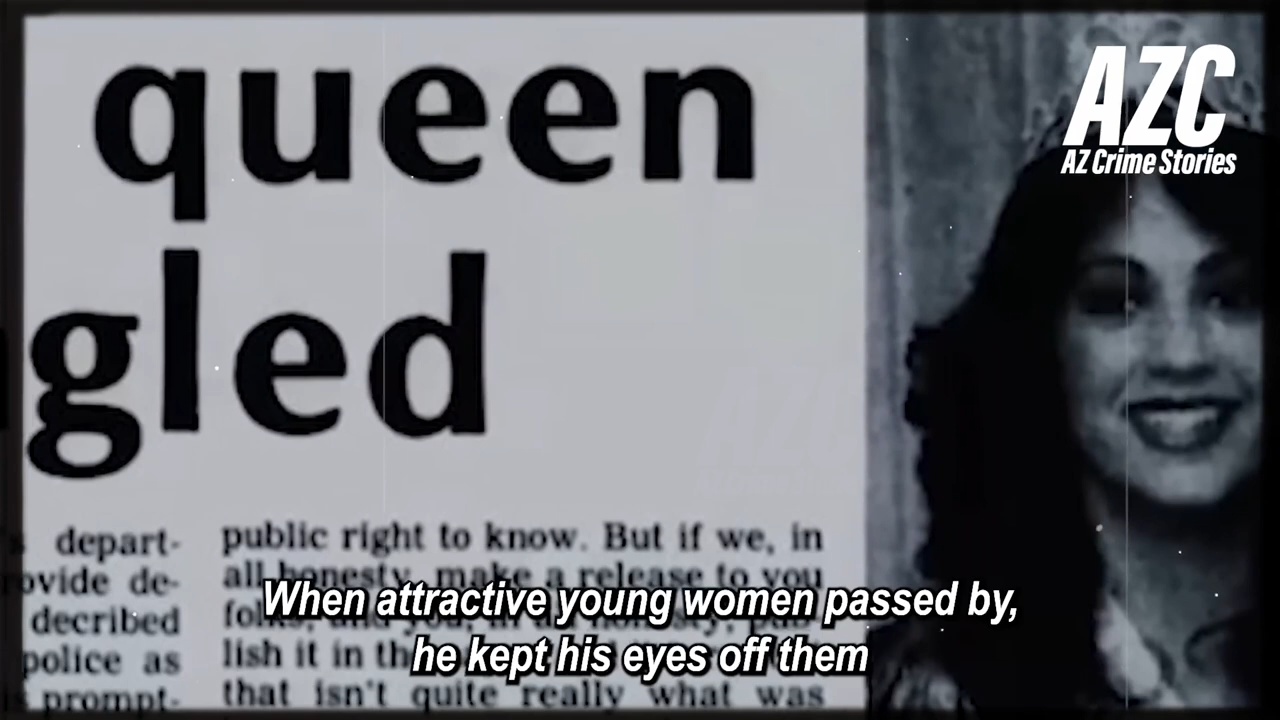 queen
gled
AZC
AZ Crime Stories
depart-
ovide de-
decribed
police as
prompt-
public right to know. But if we, in
all honesty, make a release to you
lish it in
that isn't quite really what was
When attractive young women passed by,
he kept his eyes off them